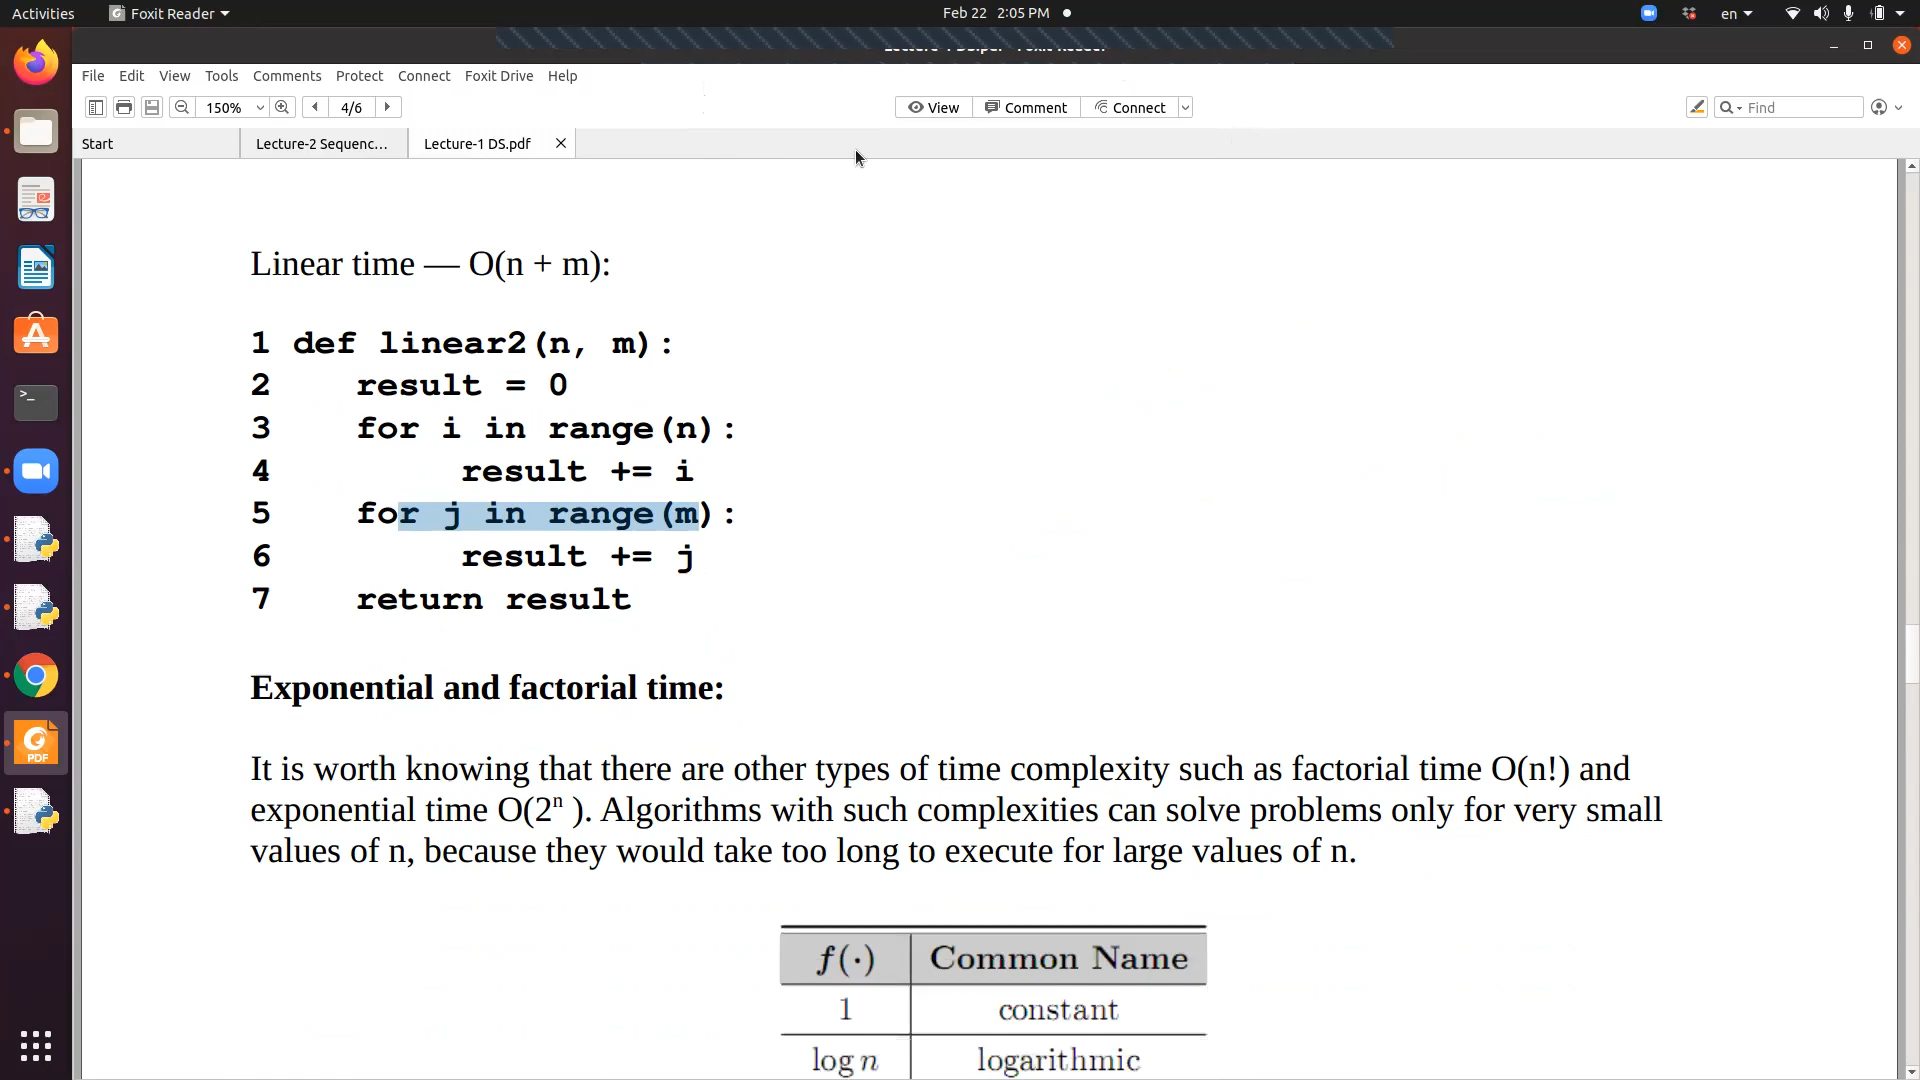 Activities Foxit Reader Feb 22 2:05 PM en
File Edit View Tools Comments Protect Connect Foxit Drive Help
150% 4/6 View Comment Connect Find
Start Lecture-2 Sequenc... Lecture-1 DS.pdf
Linear time — O(n + m):
1 def linear2(n, m):
2 result = 0
3 for i in range(n):
4 result += i
5 for j in range(m):
6 result += j
7 return result
Exponential and factorial time:
It is worth knowing that there are other types of time complexity such as factorial time O(n!) and
exponential time O(2ⁿ ). Algorithms with such complexities can solve problems only for very small
values of n, because they would take too long to execute for large values of n.
f(·) Common Name
1 constant
log n logarithmic
PDF